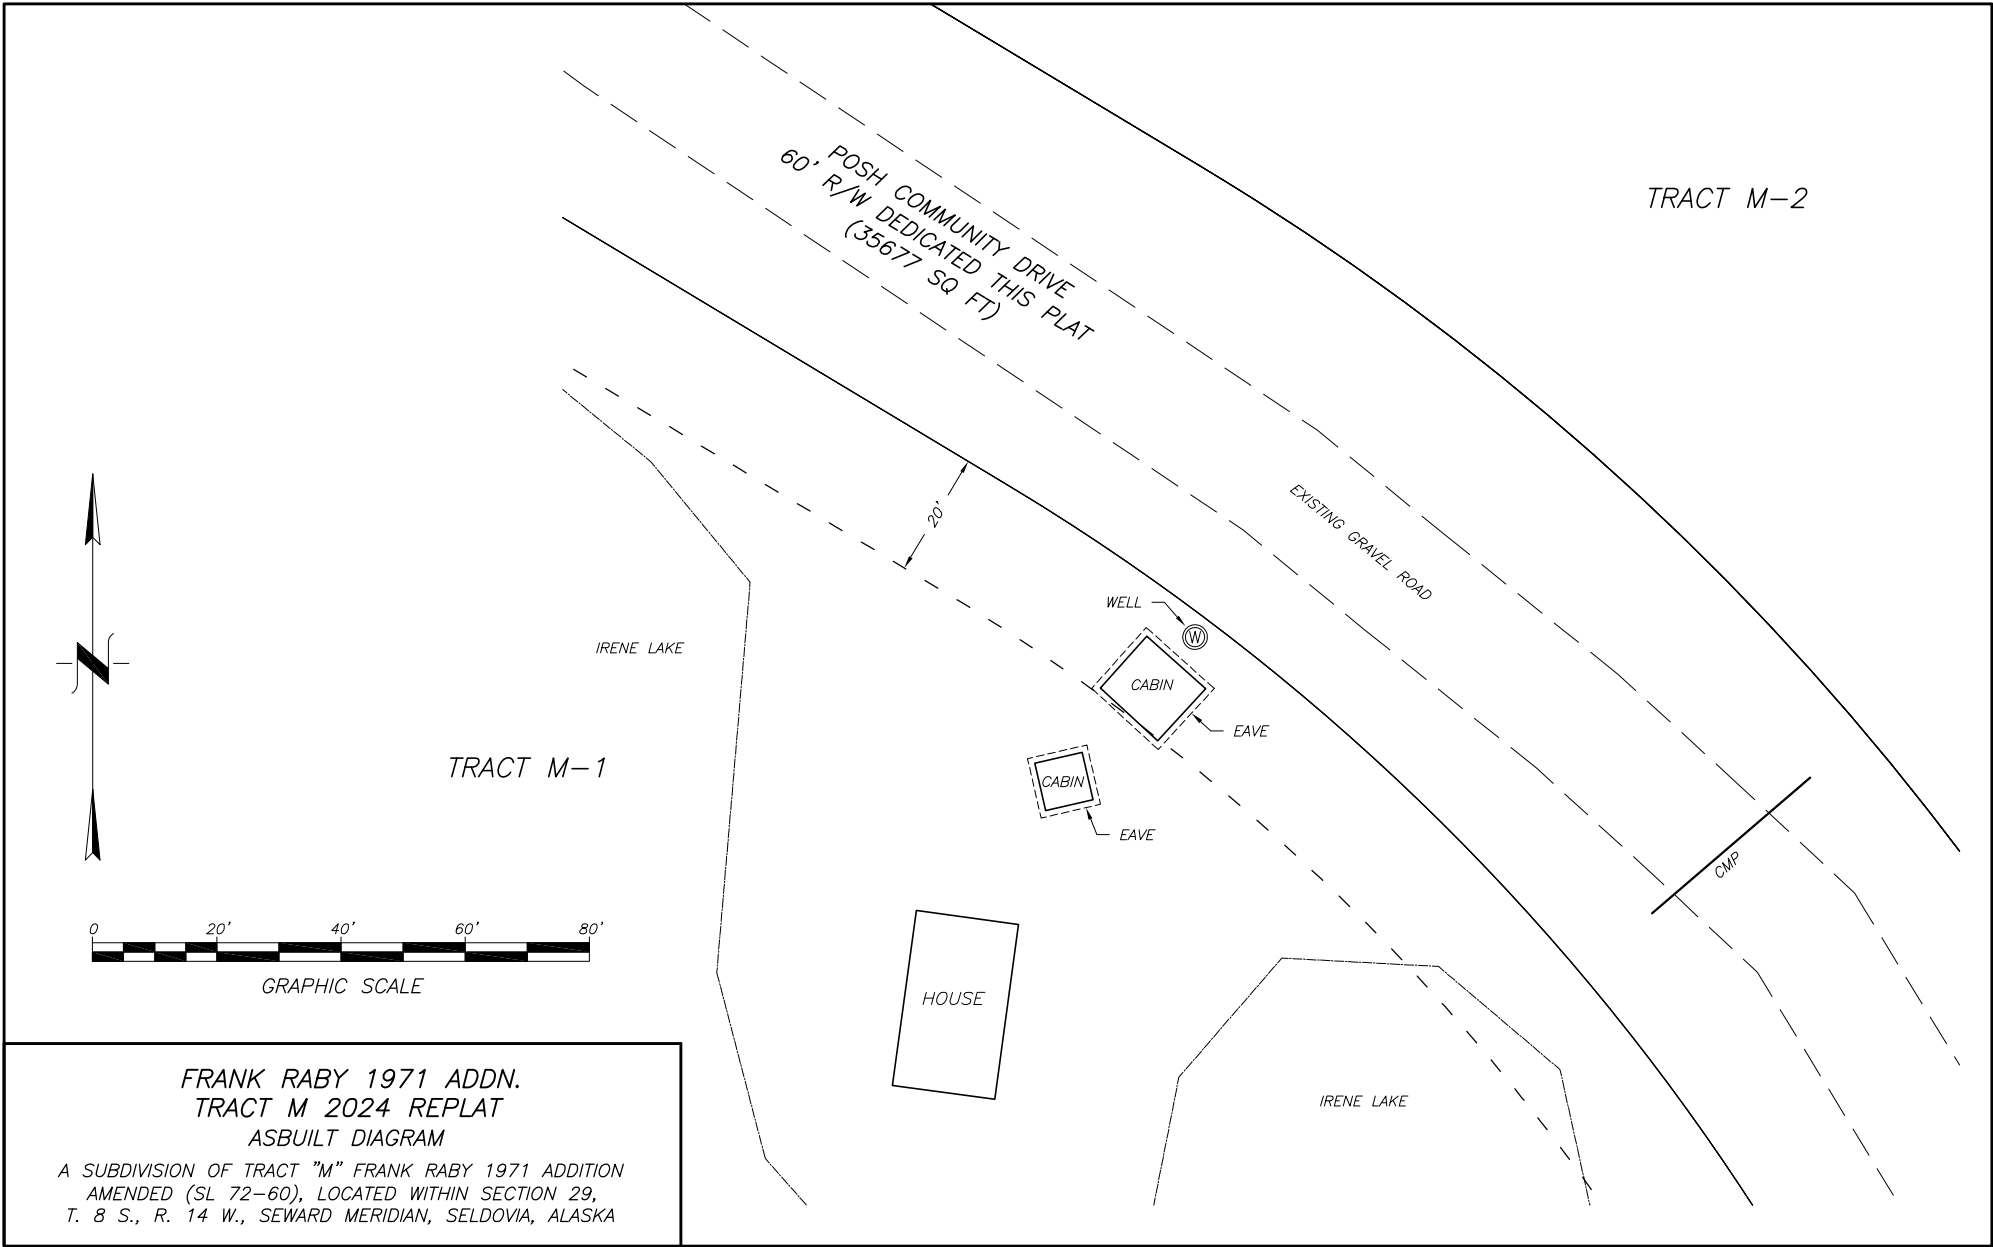 POSH COMMUNITY DRIVE
60' R/W DEDICATED THIS PLAT
(35677 SQ FT)
TRACT M-2
EXISTING GRAVEL ROAD
20'
WELL
W
CABIN
EAVE
IRENE LAKE
TRACT M-1
CABIN
EAVE
CMP
N
0 20' 40' 60' 80'
GRAPHIC SCALE
HOUSE
IRENE LAKE
FRANK RABY 1971 ADDN.
TRACT M 2024 REPLAT
ASBUILT DIAGRAM
A SUBDIVISION OF TRACT "M" FRANK RABY 1971 ADDITION
AMENDED (SL 72-60), LOCATED WITHIN SECTION 29,
T. 8 S., R. 14 W., SEWARD MERIDIAN, SELDOVIA, ALASKA